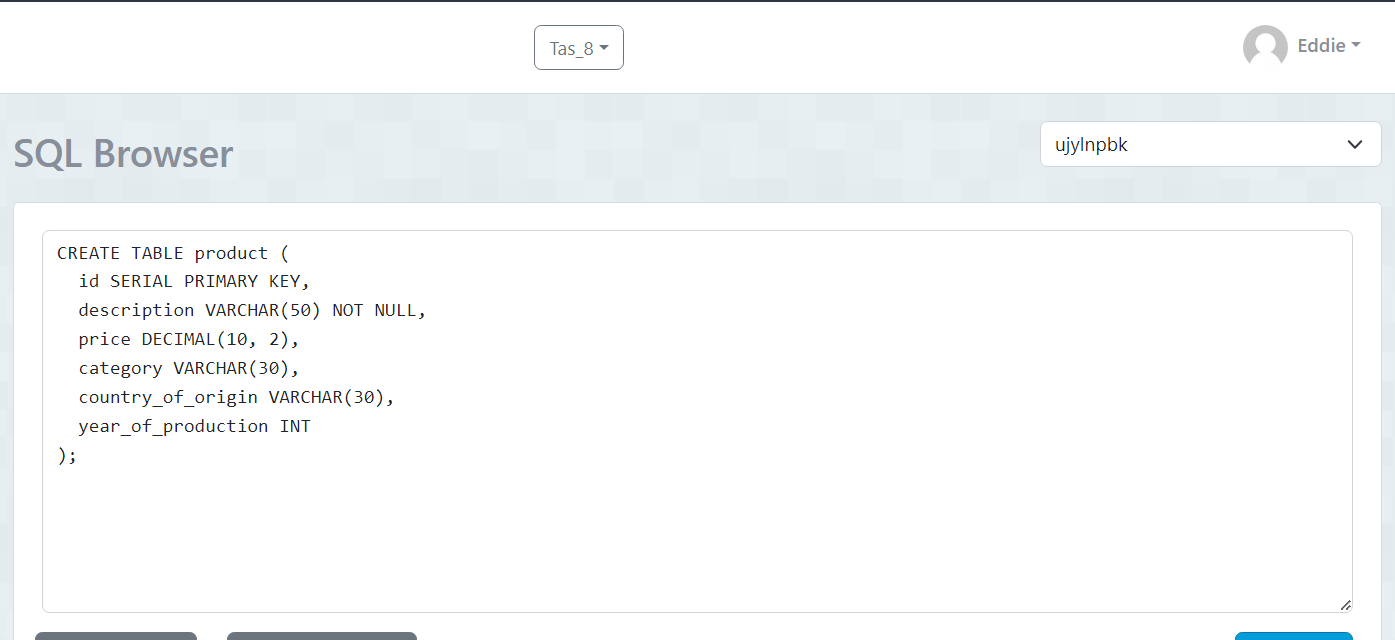 Tas_8
Eddie
SQL Browser
ujylnpbk
CREATE TABLE product (
  id SERIAL PRIMARY KEY,
  description VARCHAR(50) NOT NULL,
  price DECIMAL(10, 2),
  category VARCHAR(30),
  country_of_origin VARCHAR(30),
  year_of_production INT
);